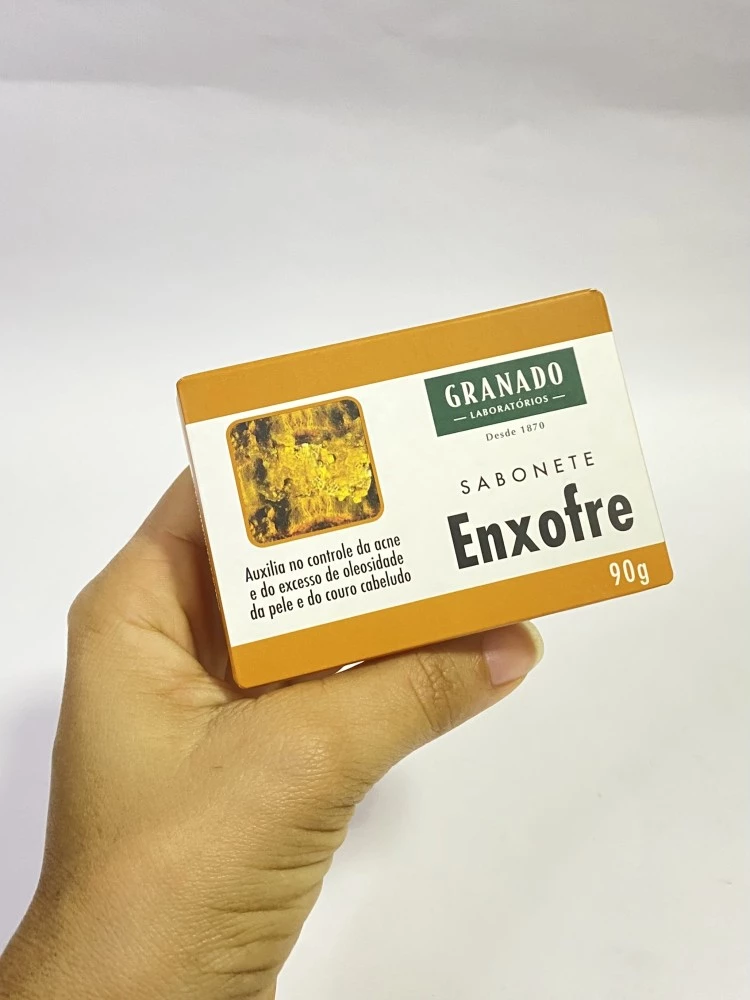 GRANADO
LABORATÓRIOS
Desde 1870
SABONETE
Enxofre
Auxilia no controle da acne
e do excesso de oleosidade
da pele e do couro cabeludo
90g